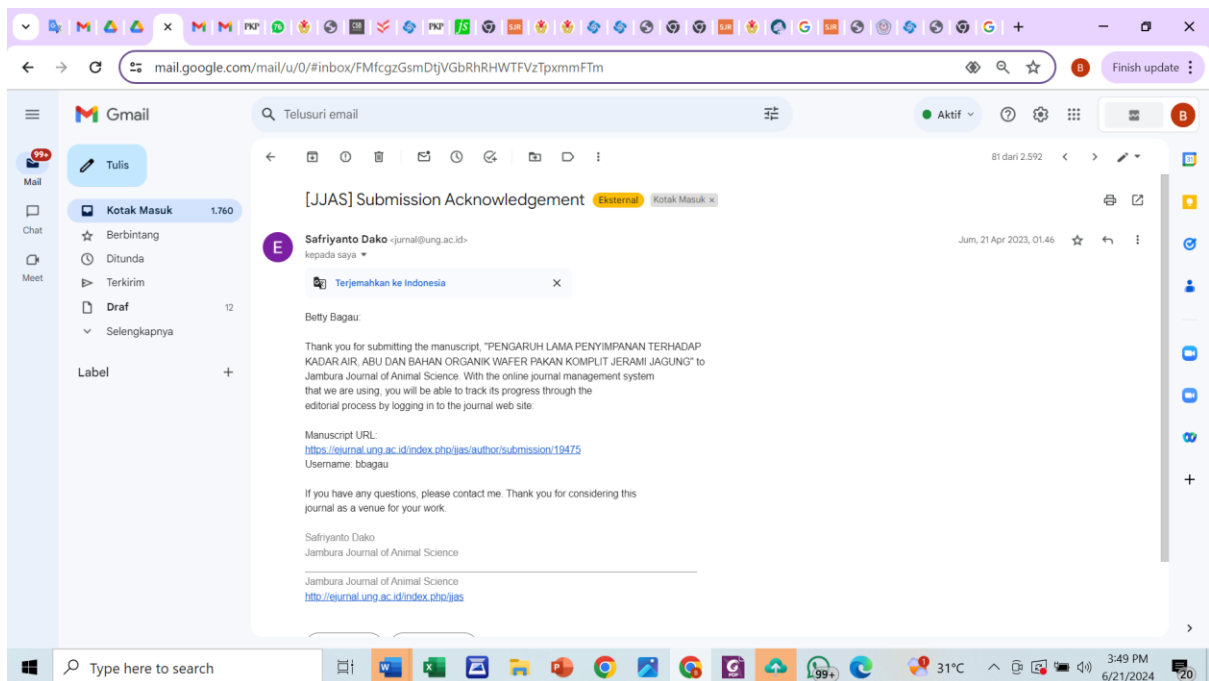 mail.google.com/mail/u/0/#inbox/FMfcgzGsmDtjVGbRhRHWTFVzTpxmmFTm
B
Finish update
Gmail
Telusuri email
Aktif
B
99+
Mail
Chat
Meet
Tulis
81 dari 2.592
Kotak Masuk 1.760
Berbintang
Ditunda
Terkirim
Draf 12
Selengkapnya
Label
[JJAS] Submission Acknowledgement Eksternal Kotak Masuk x
E
Safriyanto Dako <jurnal@ung.ac.id>
Jum, 21 Apr 2023, 01.46
kepada saya
Terjemahkan ke Indonesia
Betty Bagau:
Thank you for submitting the manuscript, "PENGARUH LAMA PENYIMPANAN TERHADAP
KADAR AIR, ABU DAN BAHAN ORGANIK WAFER PAKAN KOMPLIT JERAMI JAGUNG" to
Jambura Journal of Animal Science. With the online journal management system
that we are using, you will be able to track its progress through the
editorial process by logging in to the journal web site:
Manuscript URL:
https://ejurnal.ung.ac.id/index.php/jjas/author/submission/19475
Username: bbagau
If you have any questions, please contact me. Thank you for considering this
journal as a venue for your work.
Safriyanto Dako
Jambura Journal of Animal Science
Jambura Journal of Animal Science
http://ejurnal.ung.ac.id/index.php/jjas
Type here to search
99+
31°C
3:49 PM
6/21/2024
20